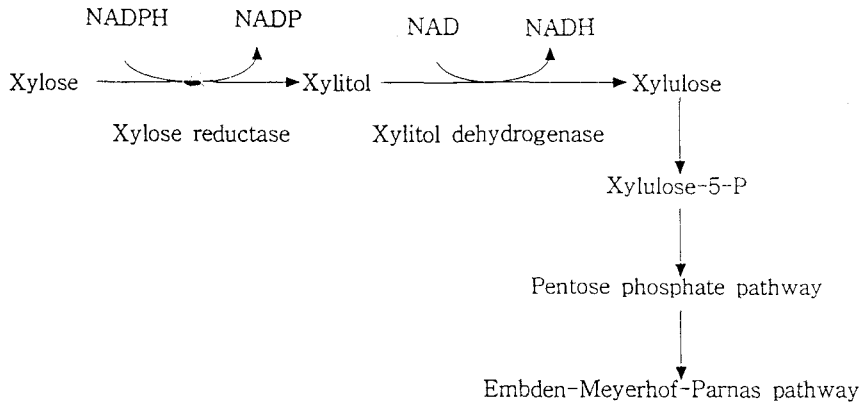 NADPH NADP NAD NADH
Xylose Xylitol Xylulose
Xylose reductase Xylitol dehydrogenase
Xylulose-5-P
Pentose phosphate pathway
Embden-Meyerhof-Parnas pathway